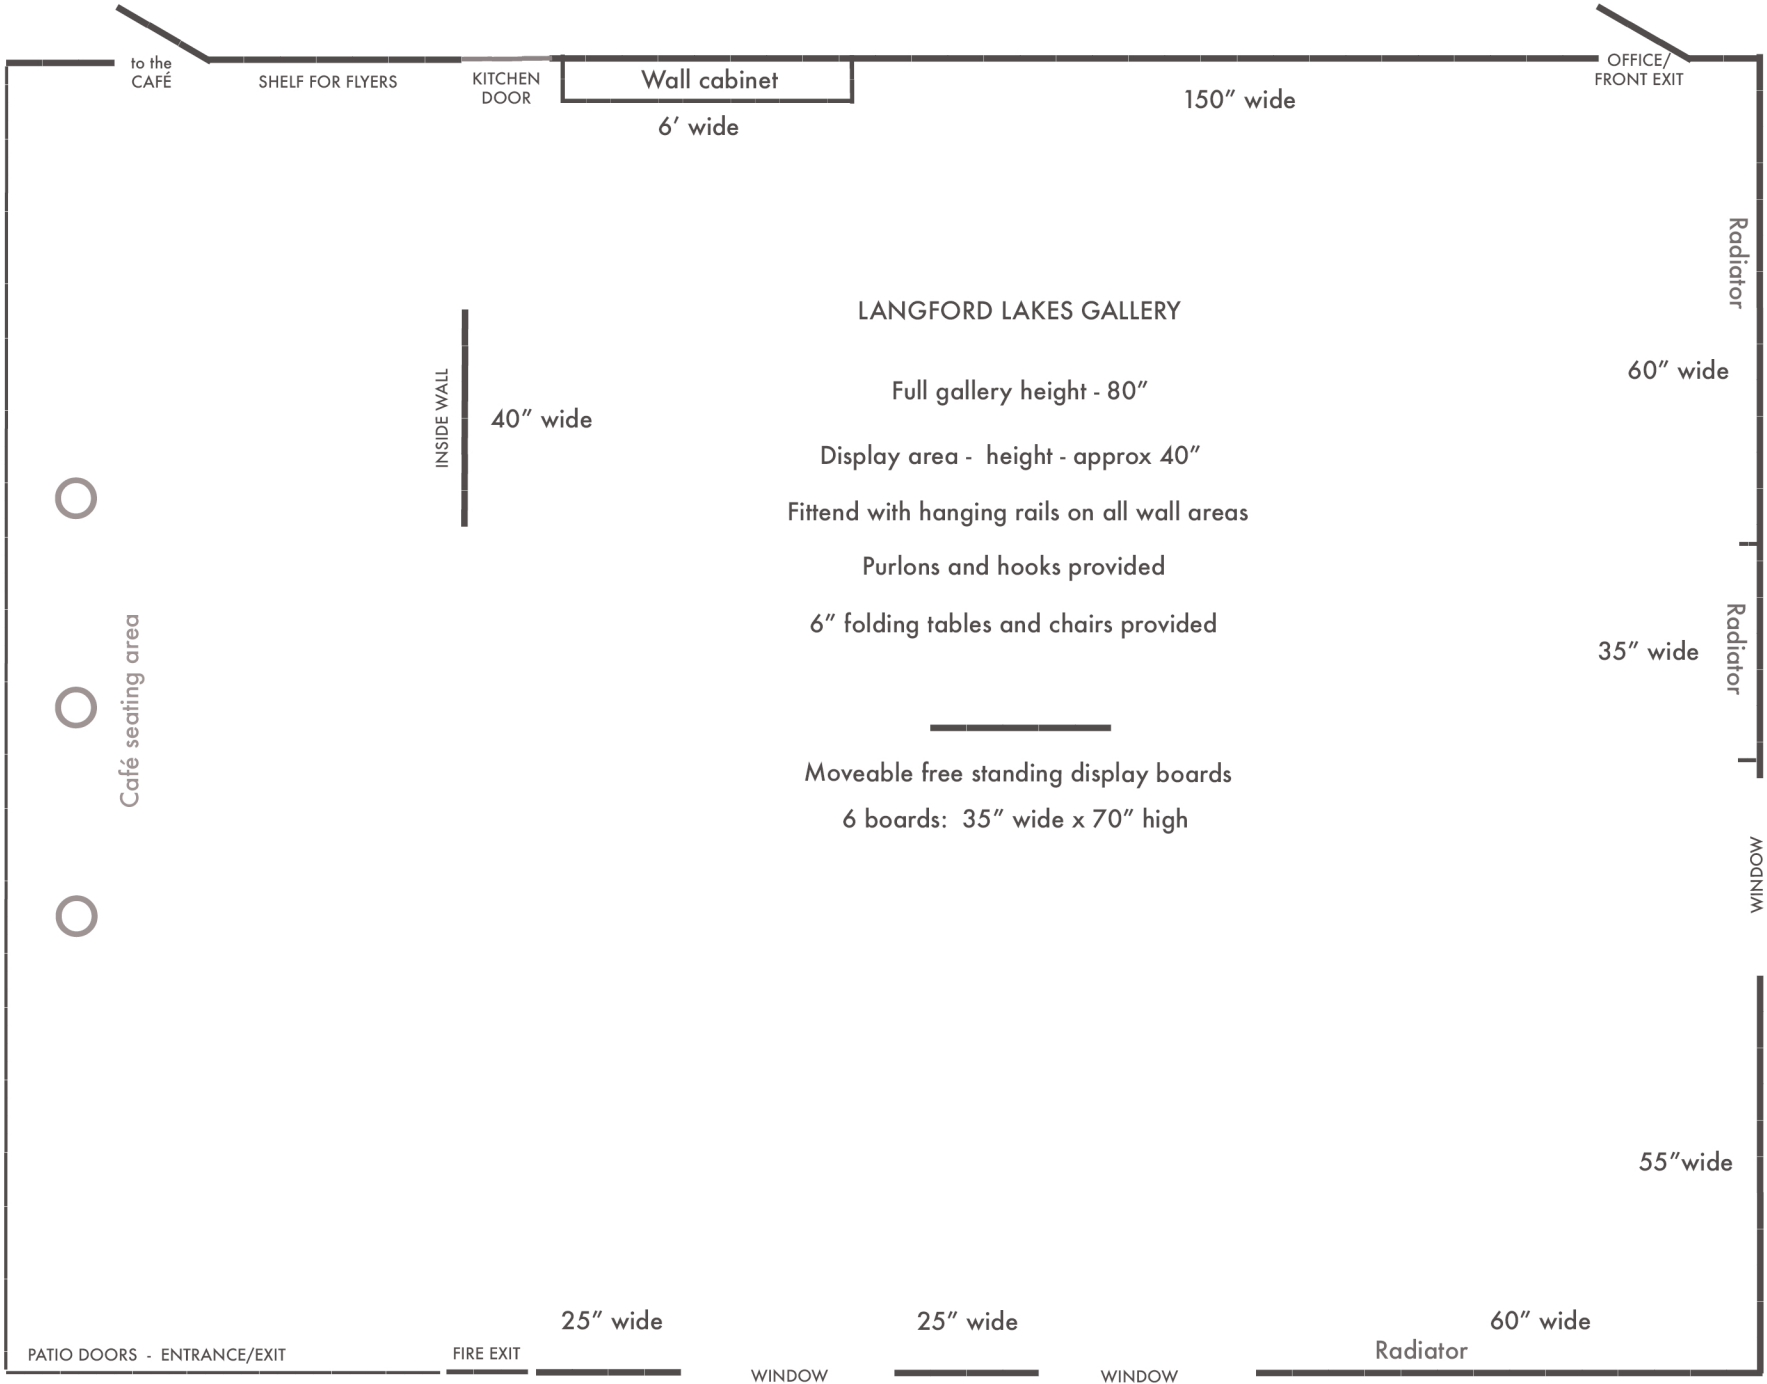 to the
CAFÉ
SHELF FOR FLYERS
KITCHEN
DOOR
Wall cabinet
6’ wide
150” wide
OFFICE/
FRONT EXIT
Radiator
60” wide
INSIDE WALL
40” wide
LANGFORD LAKES GALLERY
Full gallery height - 80”
Display area -  height - approx 40”
Fittend with hanging rails on all wall areas
Purlons and hooks provided
6” folding tables and chairs provided
Café seating area
35” wide
Radiator
Moveable free standing display boards
6 boards:  35” wide x 70” high
WINDOW
55”wide
25” wide
25” wide
60” wide
Radiator
PATIO DOORS  -  ENTRANCE/EXIT
FIRE EXIT
WINDOW
WINDOW